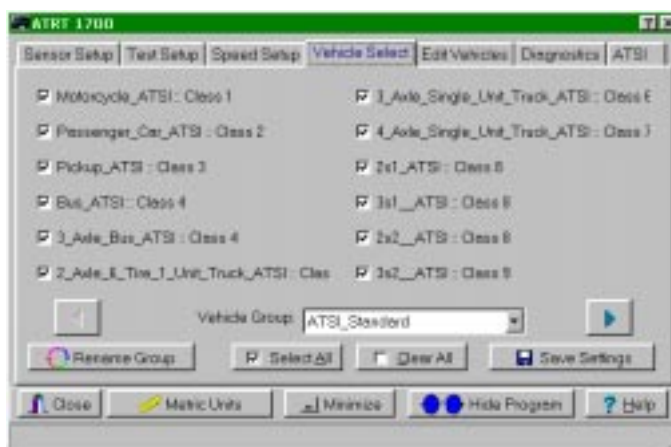 ATRT 1700
Sensor Setup Test Setup Speed Setup Vehicle Select Edit Vehicles Diagnostics ATSI
Motorcycle_ATSI : Class 1
Passenger_Car_ATSI : Class 2
Pickup_ATSI : Class 3
Bus_ATSI : Class 4
3_Axle_Bus_ATSI : Class 4
2_Axle_6_Tire_1_Unit_Truck_ATSI : Clas
3_Axle_Single_Unit_Truck_ATSI : Class 6
4_Axle_Single_Unit_Truck_ATSI : Class 7
2s1_ATSI : Class 8
3s1__ATSI : Class 8
2s2__ATSI : Class 8
3s2__ATSI : Class 9
Vehicle Group: ATSI_Standard
Rename Group Select All Clear All Save Settings
Close Metric Units Minimize Hide Program ? Help